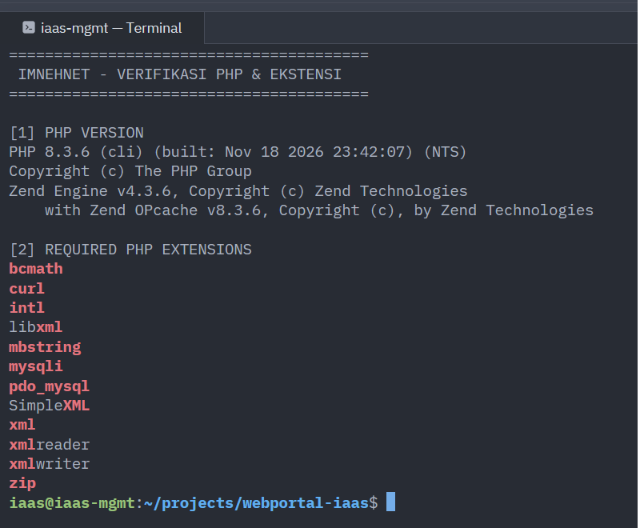 iaas-mgmt — Terminal
========================================
IMNEHNET - VERIFIKASI PHP & EKSTENSI
========================================
[1] PHP VERSION
PHP 8.3.6 (cli) (built: Nov 18 2026 23:42:07) (NTS)
Copyright (c) The PHP Group
Zend Engine v4.3.6, Copyright (c) Zend Technologies
with Zend OPcache v8.3.6, Copyright (c), by Zend Technologies
[2] REQUIRED PHP EXTENSIONS
bcmath
curl
intl
libxml
mbstring
mysqli
pdo_mysql
SimpleXML
xml
xmlreader
xmlwriter
zip
iaas@iaas-mgmt:~/projects/webportal-iaas$